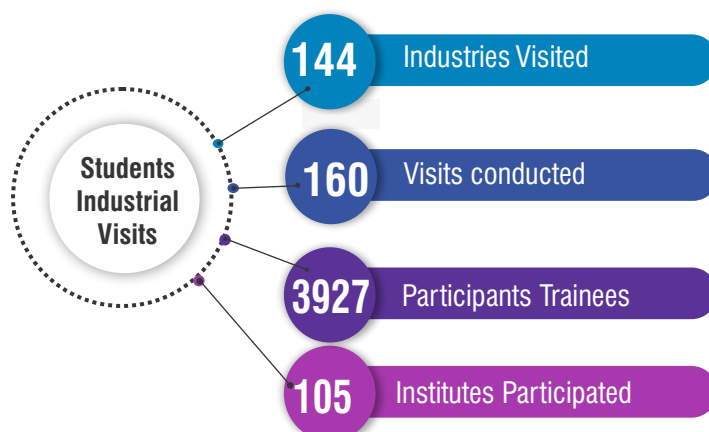 Students
Industrial
Visits
144 Industries Visited
160 Visits conducted
3927 Participants Trainees
105 Institutes Participated